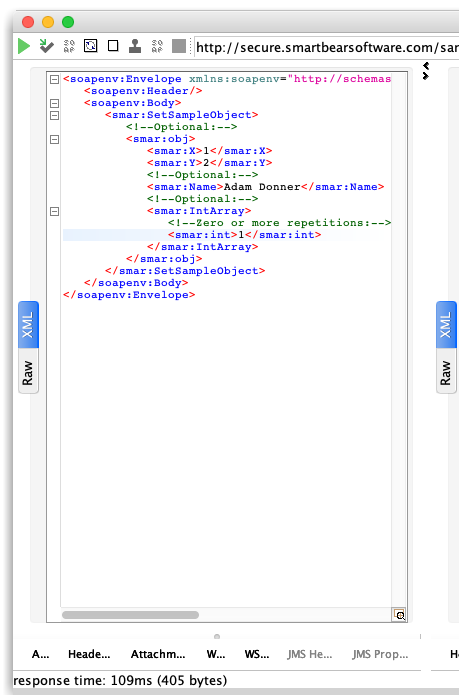 http://secure.smartbearsoftware.com/sar
<soapenv:Envelope xmlns:soapenv="http://schemas
<soapenv:Header/>
<soapenv:Body>
<smar:SetSampleObject>
<!--Optional:-->
<smar:obj>
<smar:X>1</smar:X>
<smar:Y>2</smar:Y>
<!--Optional:-->
<smar:Name>Adam Donner</smar:Name>
<!--Optional:-->
<smar:IntArray>
<!--Zero or more repetitions:-->
<smar:int>1</smar:int>
</smar:IntArray>
</smar:obj>
</smar:SetSampleObject>
</soapenv:Body>
</soapenv:Envelope>
XML
Raw
XML
Raw
A... Heade... Attachm... W... WS... JMS He... JMS Prop... H
response time: 109ms (405 bytes)